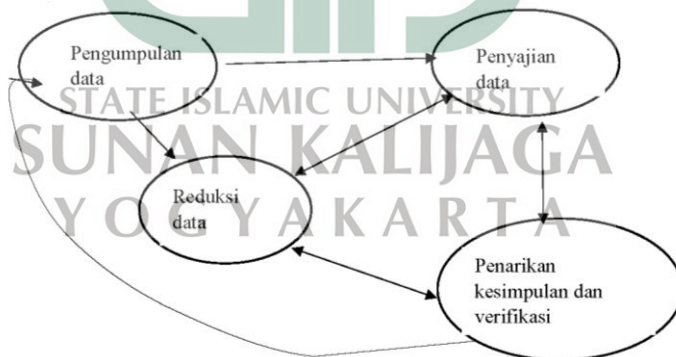 Pengumpulan
data
Penyajian
data
STATE ISLAMIC UNIVERSITY
SUNAN KALIJAGA
Reduksi
data
YOGYAKARTA
Penarikan
kesimpulan dan
verifikasi